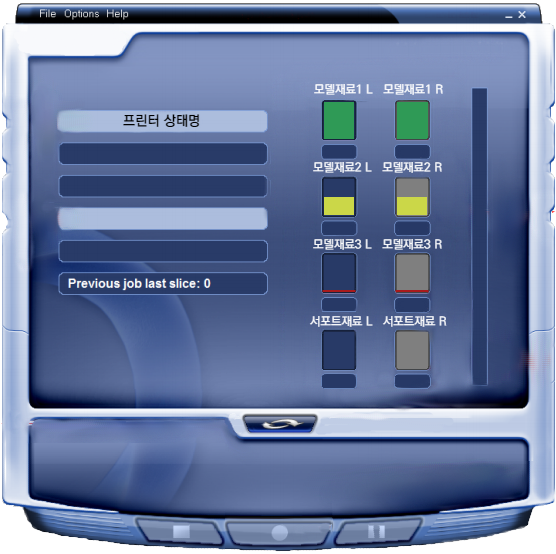 File Options Help
프린터 상태명
Previous job last slice: 0
모델재료1 L 모델재료1 R
모델재료2 L 모델재료2 R
모델재료3 L 모델재료3 R
서포트재료 L 서포트재료 R